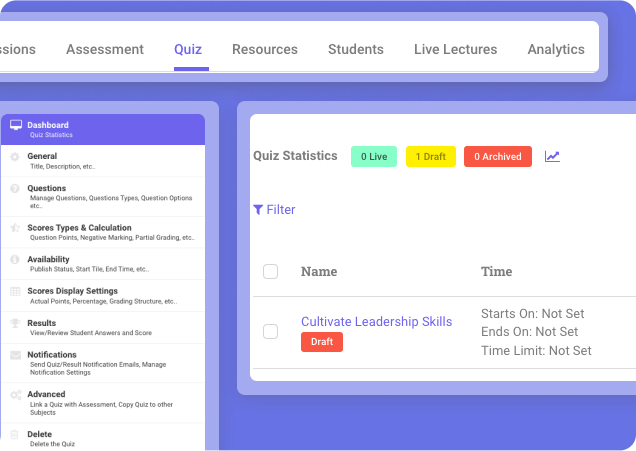 ssions Assessment Quiz Resources Students Live Lectures Analytics
Dashboard
Quiz Statistics
General
Title, Description, etc..
Questions
Manage Questions, Questions Types, Question Options
etc..
Scores Types & Calculation
Question Points, Negative Marking, Partial Grading, etc..
Availability
Publish Status, Start Tile, End Time, etc..
Scores Display Settings
Actual Points, Percentage, Grading Structure, etc..
Results
View/Review Student Answers and Score
Notifications
Send Quiz/Result Notification Emails, Manage
Notification Settings
Advanced
Link a Quiz with Assessment, Copy Quiz to other
Subjects
Delete
Delete the Quiz
Quiz Statistics 0 Live 1 Draft 0 Archived
Filter
Name Time
Cultivate Leadership Skills
Draft
Starts On: Not Set
Ends On: Not Set
Time Limit: Not Set